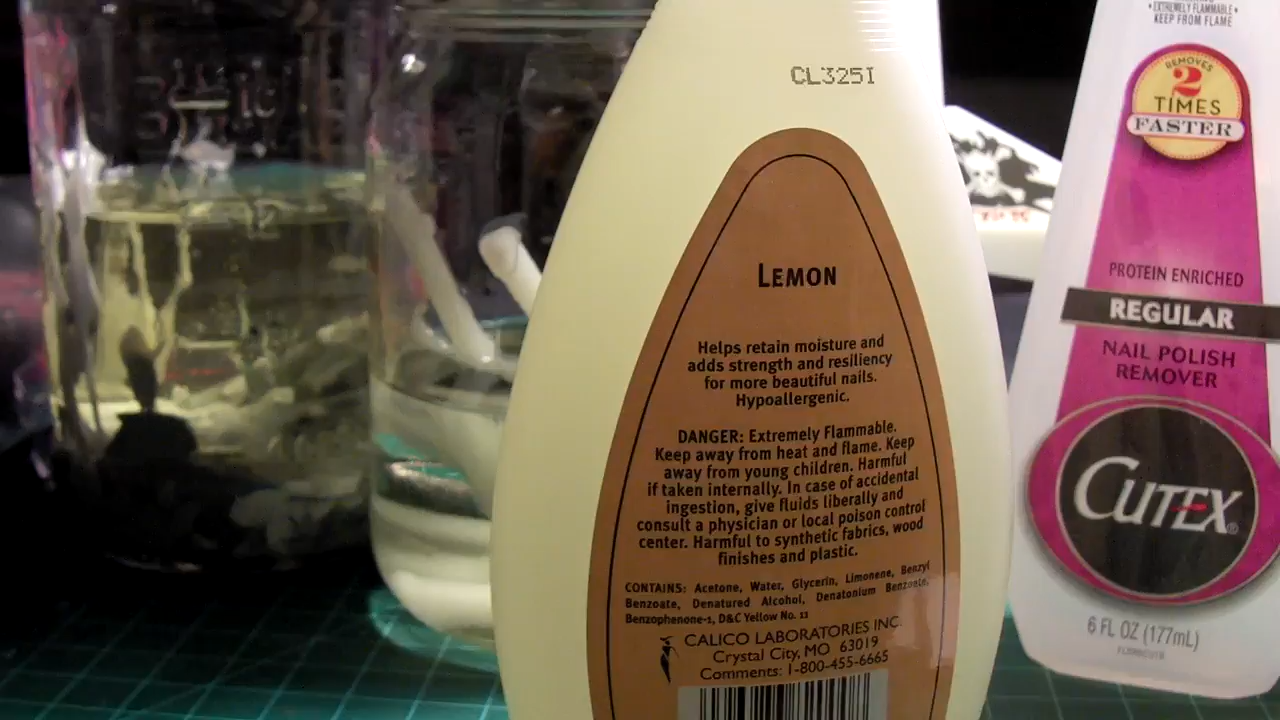 CL325I
LEMON
Helps retain moisture and
adds strength and resiliency
for more beautiful nails.
Hypoallergenic.
DANGER: Extremely Flammable.
Keep away from heat and flame. Keep
away from young children. Harmful
if taken internally. In case of accidental
ingestion, give fluids liberally and
consult a physician or local poison control
center. Harmful to synthetic fabrics, wood
finishes and plastic.
CONTAINS: Acetone, Water, Glycerin, Limonene, Benzyl
Benzoate, Denatured Alcohol, Denatonium Benzoate,
Benzophenone-1, D&C Yellow No. 11
CALICO LABORATORIES INC.
Crystal City, MO 63019
Comments: 1-800-455-6665
• EXTREMELY FLAMMABLE •
KEEP FROM FLAME
REMOVES
2
TIMES
FASTER
PROTEIN ENRICHED
REGULAR
NAIL POLISH
REMOVER
CUTEX®
6 FL OZ (177mL)
12